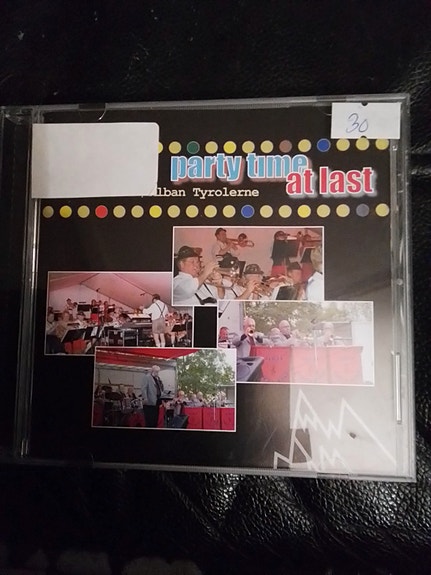 30
party time
at last
lban Tyrolerne